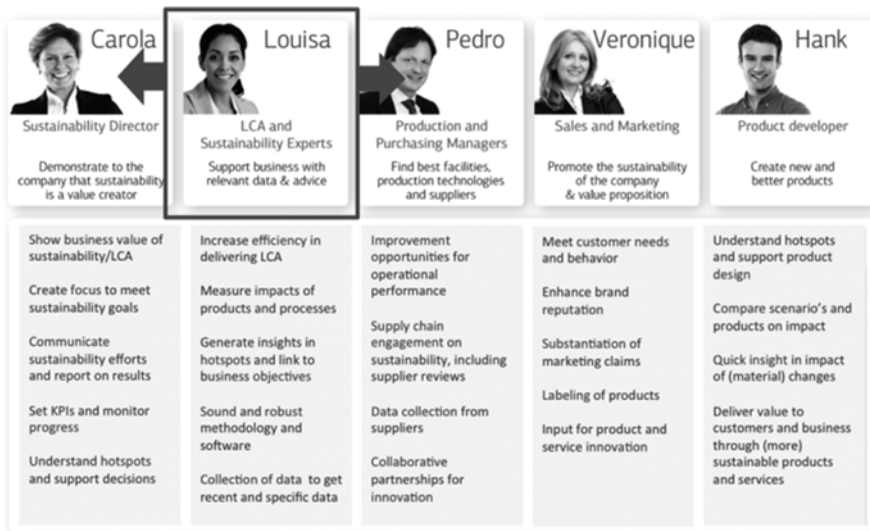 Carola
Sustainability Director
Demonstrate to the
company that sustainability
is a value creator
Louisa
LCA and
Sustainability Experts
Support business with
relevant data & advice
Pedro
Production and
Purchasing Managers
Find best facilities,
production technologies
and suppliers
Veronique
Sales and Marketing
Promote the sustainability
of the company
& value proposition
Hank
Product developer
Create new and
better products
Show business value of
sustainability/LCA
Create focus to meet
sustainability goals
Communicate
sustainability efforts
and report on results
Set KPIs and monitor
progress
Understand hotspots
and support decisions
Increase efficiency in
delivering LCA
Measure impacts of
products and processes
Generate insights in
hotspots and link to
business objectives
Sound and robust
methodology and
software
Collection of data to get
recent and specific data
Improvement
opportunities for
operational
performance
Supply chain
engagement on
sustainability, including
supplier reviews
Data collection from
suppliers
Collaborative
partnerships for
innovation
Meet customer needs
and behavior
Enhance brand
reputation
Substantiation of
marketing claims
Labeling of products
Input for product and
service innovation
Understand hotspots
and support product
design
Compare scenario's and
products on impact
Quick insight in impact
of (material) changes
Deliver value to
customers and business
through (more)
sustainable products
and services